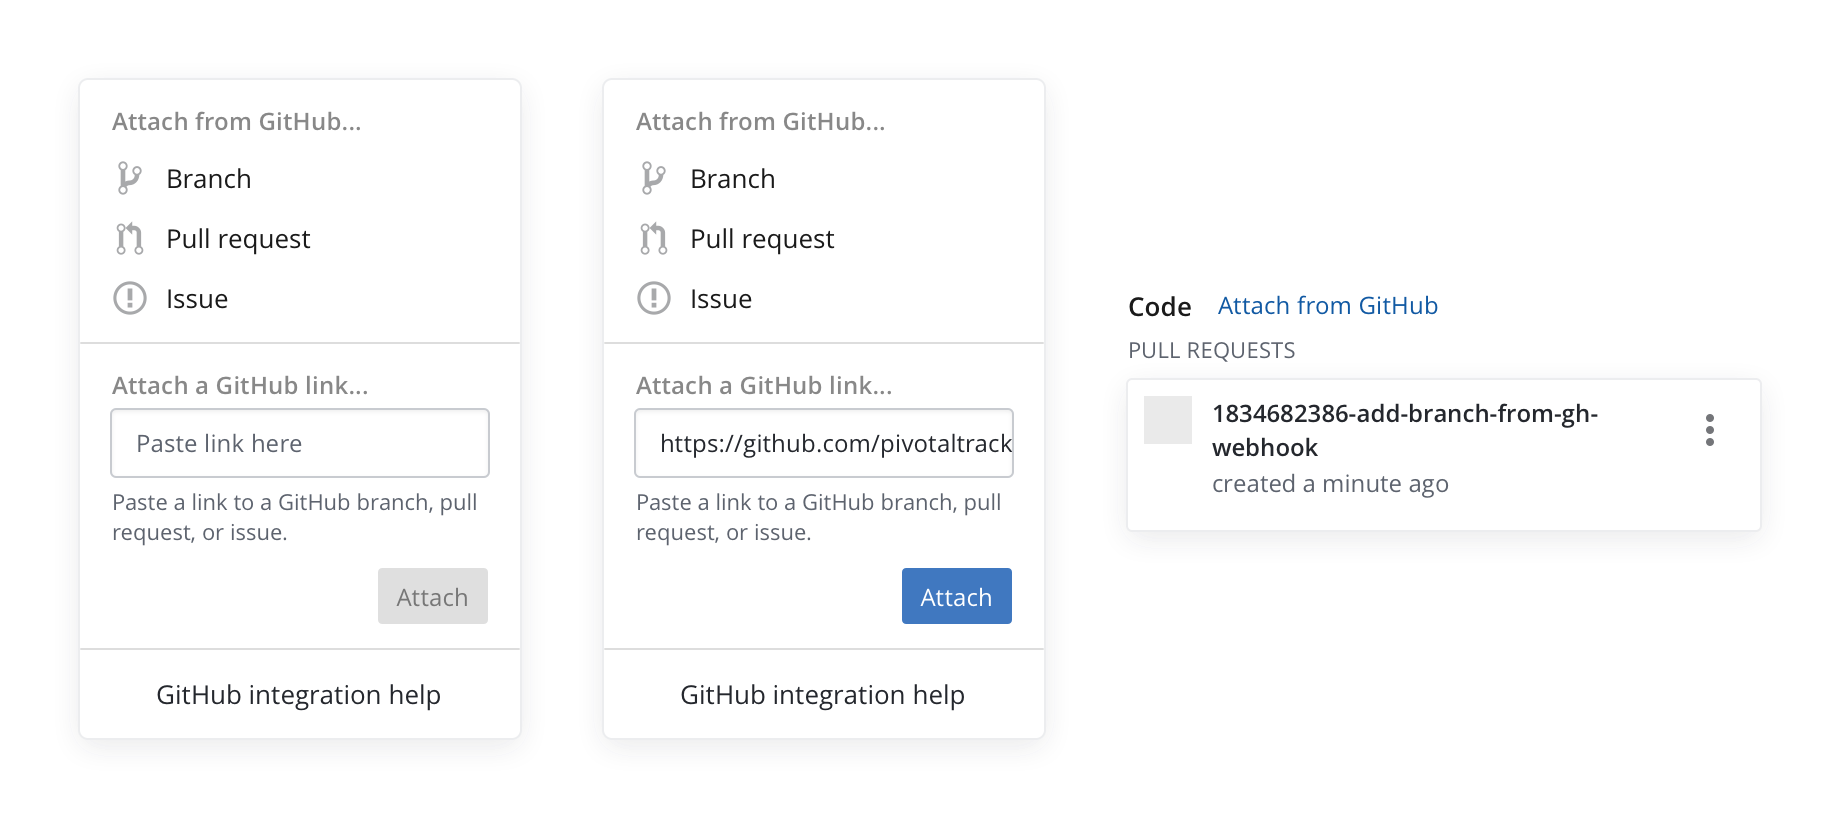 Attach from GitHub...
Branch
Pull request
Issue
Attach a GitHub link...
Paste link here
Paste a link to a GitHub branch, pull
request, or issue.
Attach
GitHub integration help
Attach from GitHub...
Branch
Pull request
Issue
Attach a GitHub link...
https://github.com/pivotaltrack
Paste a link to a GitHub branch, pull
request, or issue.
Attach
GitHub integration help
Code Attach from GitHub
PULL REQUESTS
1834682386-add-branch-from-gh-
webhook
created a minute ago